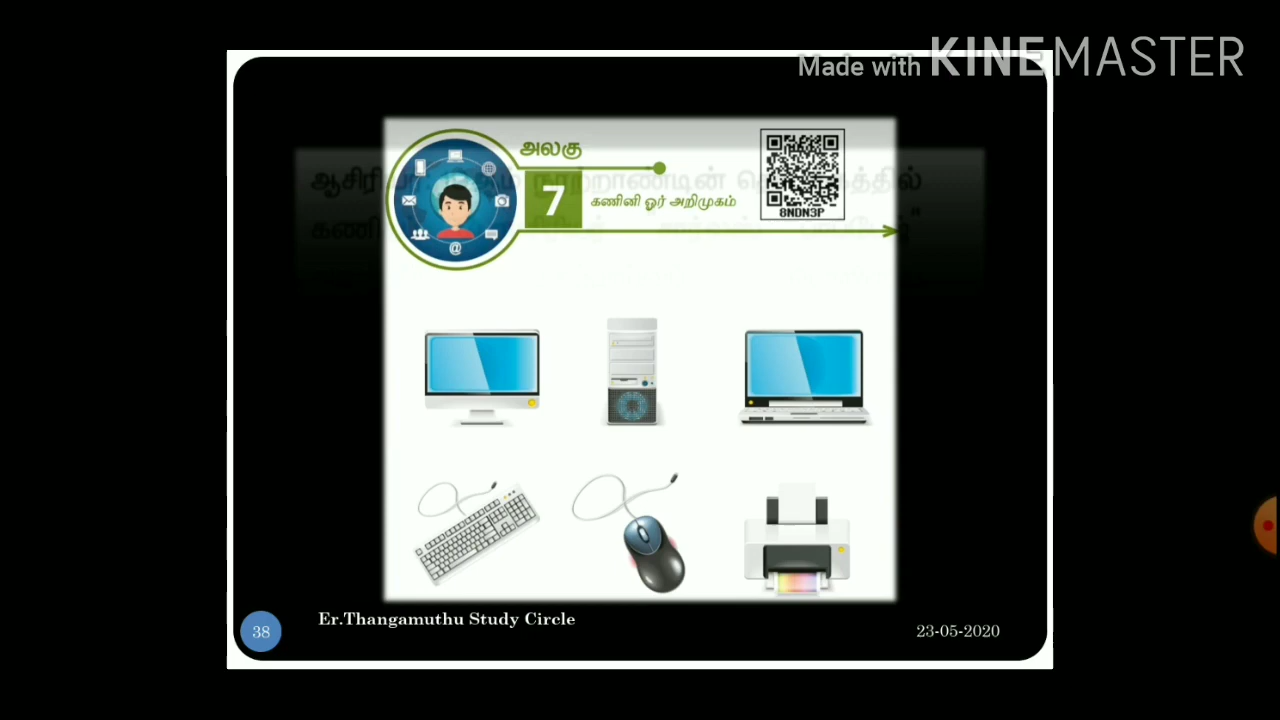 Made with KINEMASTER
அலகு
7
கணினி ஓர் அறிமுகம்
8NDN3P
Er.Thangamuthu Study Circle
38
23-05-2020